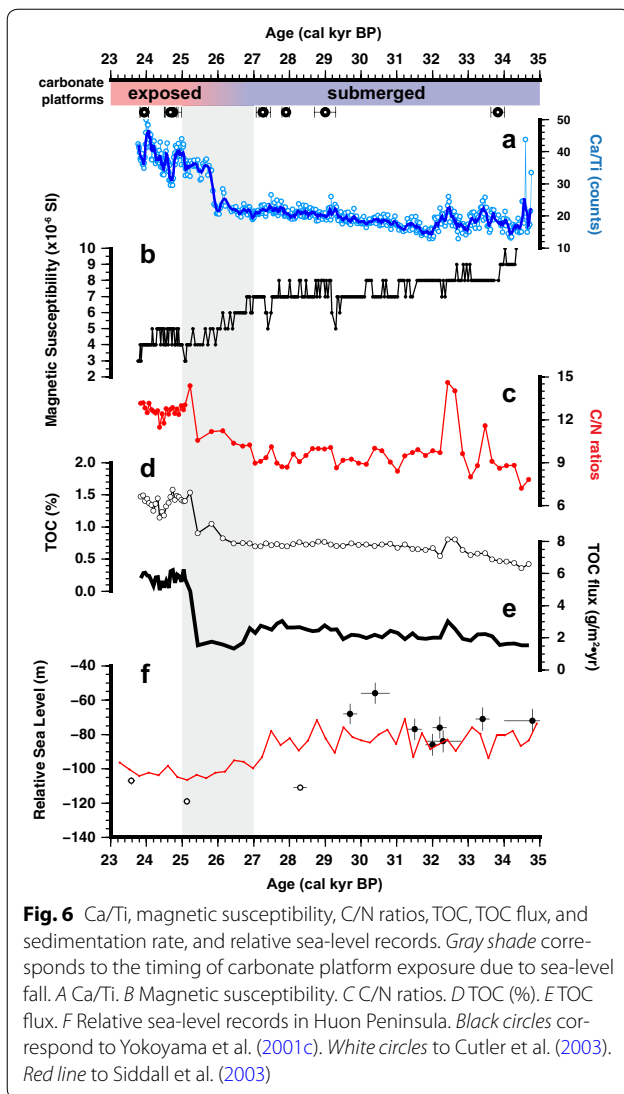 Age (cal kyr BP)
23 24 25 26 27 28 29 30 31 32 33 34 35
carbonate platforms
exposed submerged
a
50
40
30
20
10
Ca/Ti (counts)
b
10
9
8
7
6
5
4
3
2
Magnetic Susceptibility (x10⁻⁶ SI)
c
15
12
9
6
C/N ratios
d
2.0
1.5
1.0
0.5
0.0
TOC (%)
e
8
6
4
2
0
TOC flux (g/m²•yr)
f
−40
−60
−80
−100
−120
−140
Relative Sea Level (m)
23 24 25 26 27 28 29 30 31 32 33 34 35
Age (cal kyr BP)
Fig. 6 Ca/Ti, magnetic susceptibility, C/N ratios, TOC, TOC flux, and
sedimentation rate, and relative sea-level records. Gray shade corre-
sponds to the timing of carbonate platform exposure due to sea-level
fall. A Ca/Ti. B Magnetic susceptibility. C C/N ratios. D TOC (%). E TOC
flux. F Relative sea-level records in Huon Peninsula. Black circles cor-
respond to Yokoyama et al. (2001c). White circles to Cutler et al. (2003).
Red line to Siddall et al. (2003)